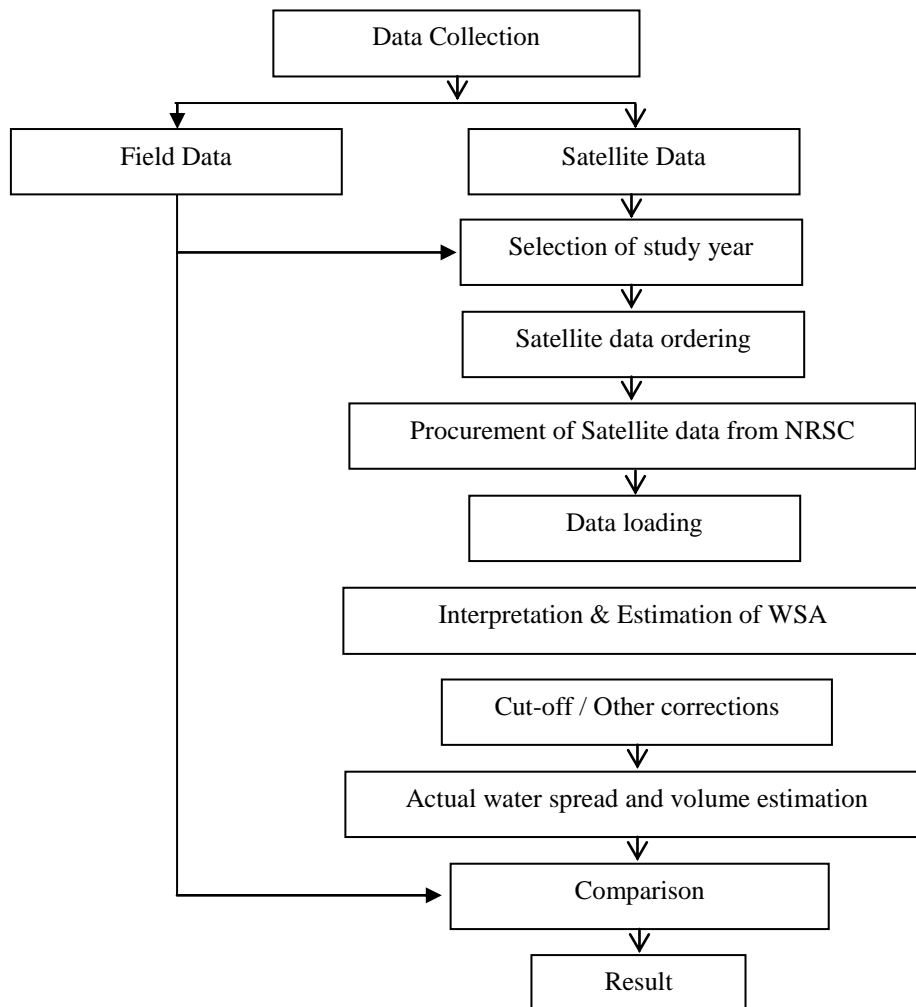 Data Collection
Field Data
Satellite Data
Selection of study year
Satellite data ordering
Procurement of Satellite data from NRSC
Data loading
Interpretation & Estimation of WSA
Cut-off / Other corrections
Actual water spread and volume estimation
Comparison
Result